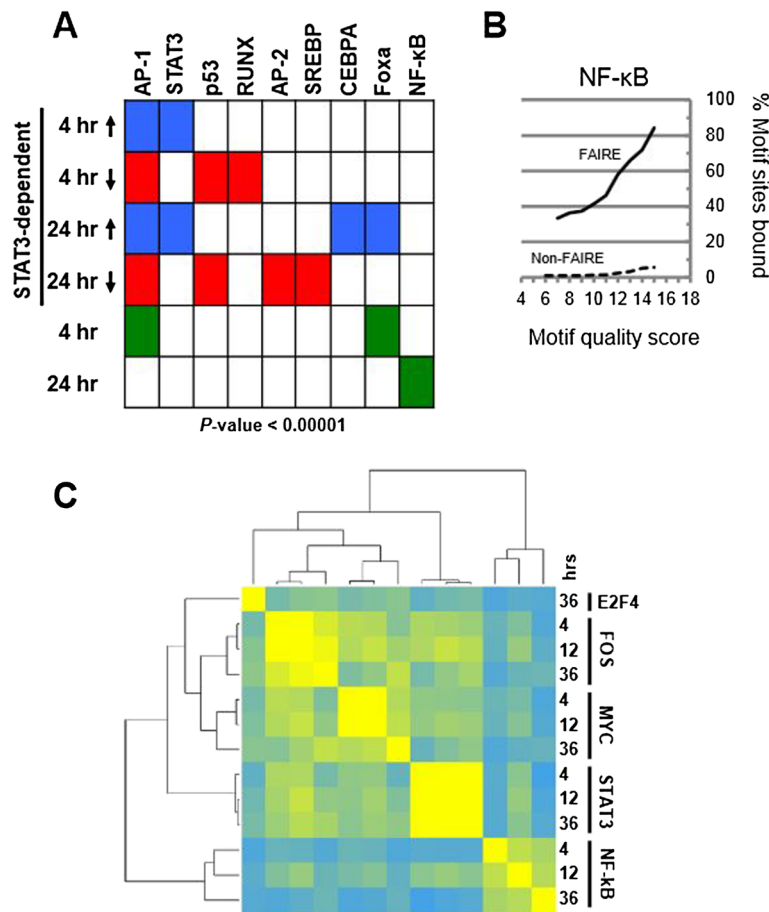 A
AP-1
STAT3
p53
RUNX
AP-2
SREBP
CEBPA
Foxa
NF-κB
STAT3-dependent
4 hr ↑
4 hr ↓
24 hr ↑
24 hr ↓
4 hr
24 hr
P-value < 0.00001
B
NF-κB
FAIRE
Non-FAIRE
100
80
60
40
20
0
% Motif sites bound
4 6 8 10 12 14 16 18
Motif quality score
C
hrs
36 E2F4
4
12
36
FOS
4
12
36
MYC
4
12
36
STAT3
4
12
36
NF-kB